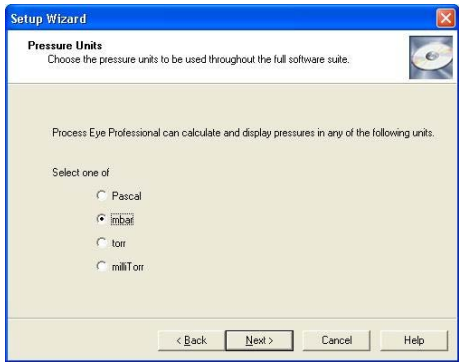 Setup Wizard
Pressure Units
Choose the pressure units to be used throughout the full software suite.
Process Eye Professional can calculate and display pressures in any of the following units.
Select one of
Pascal
mbar
torr
milliTorr
< Back Next > Cancel Help